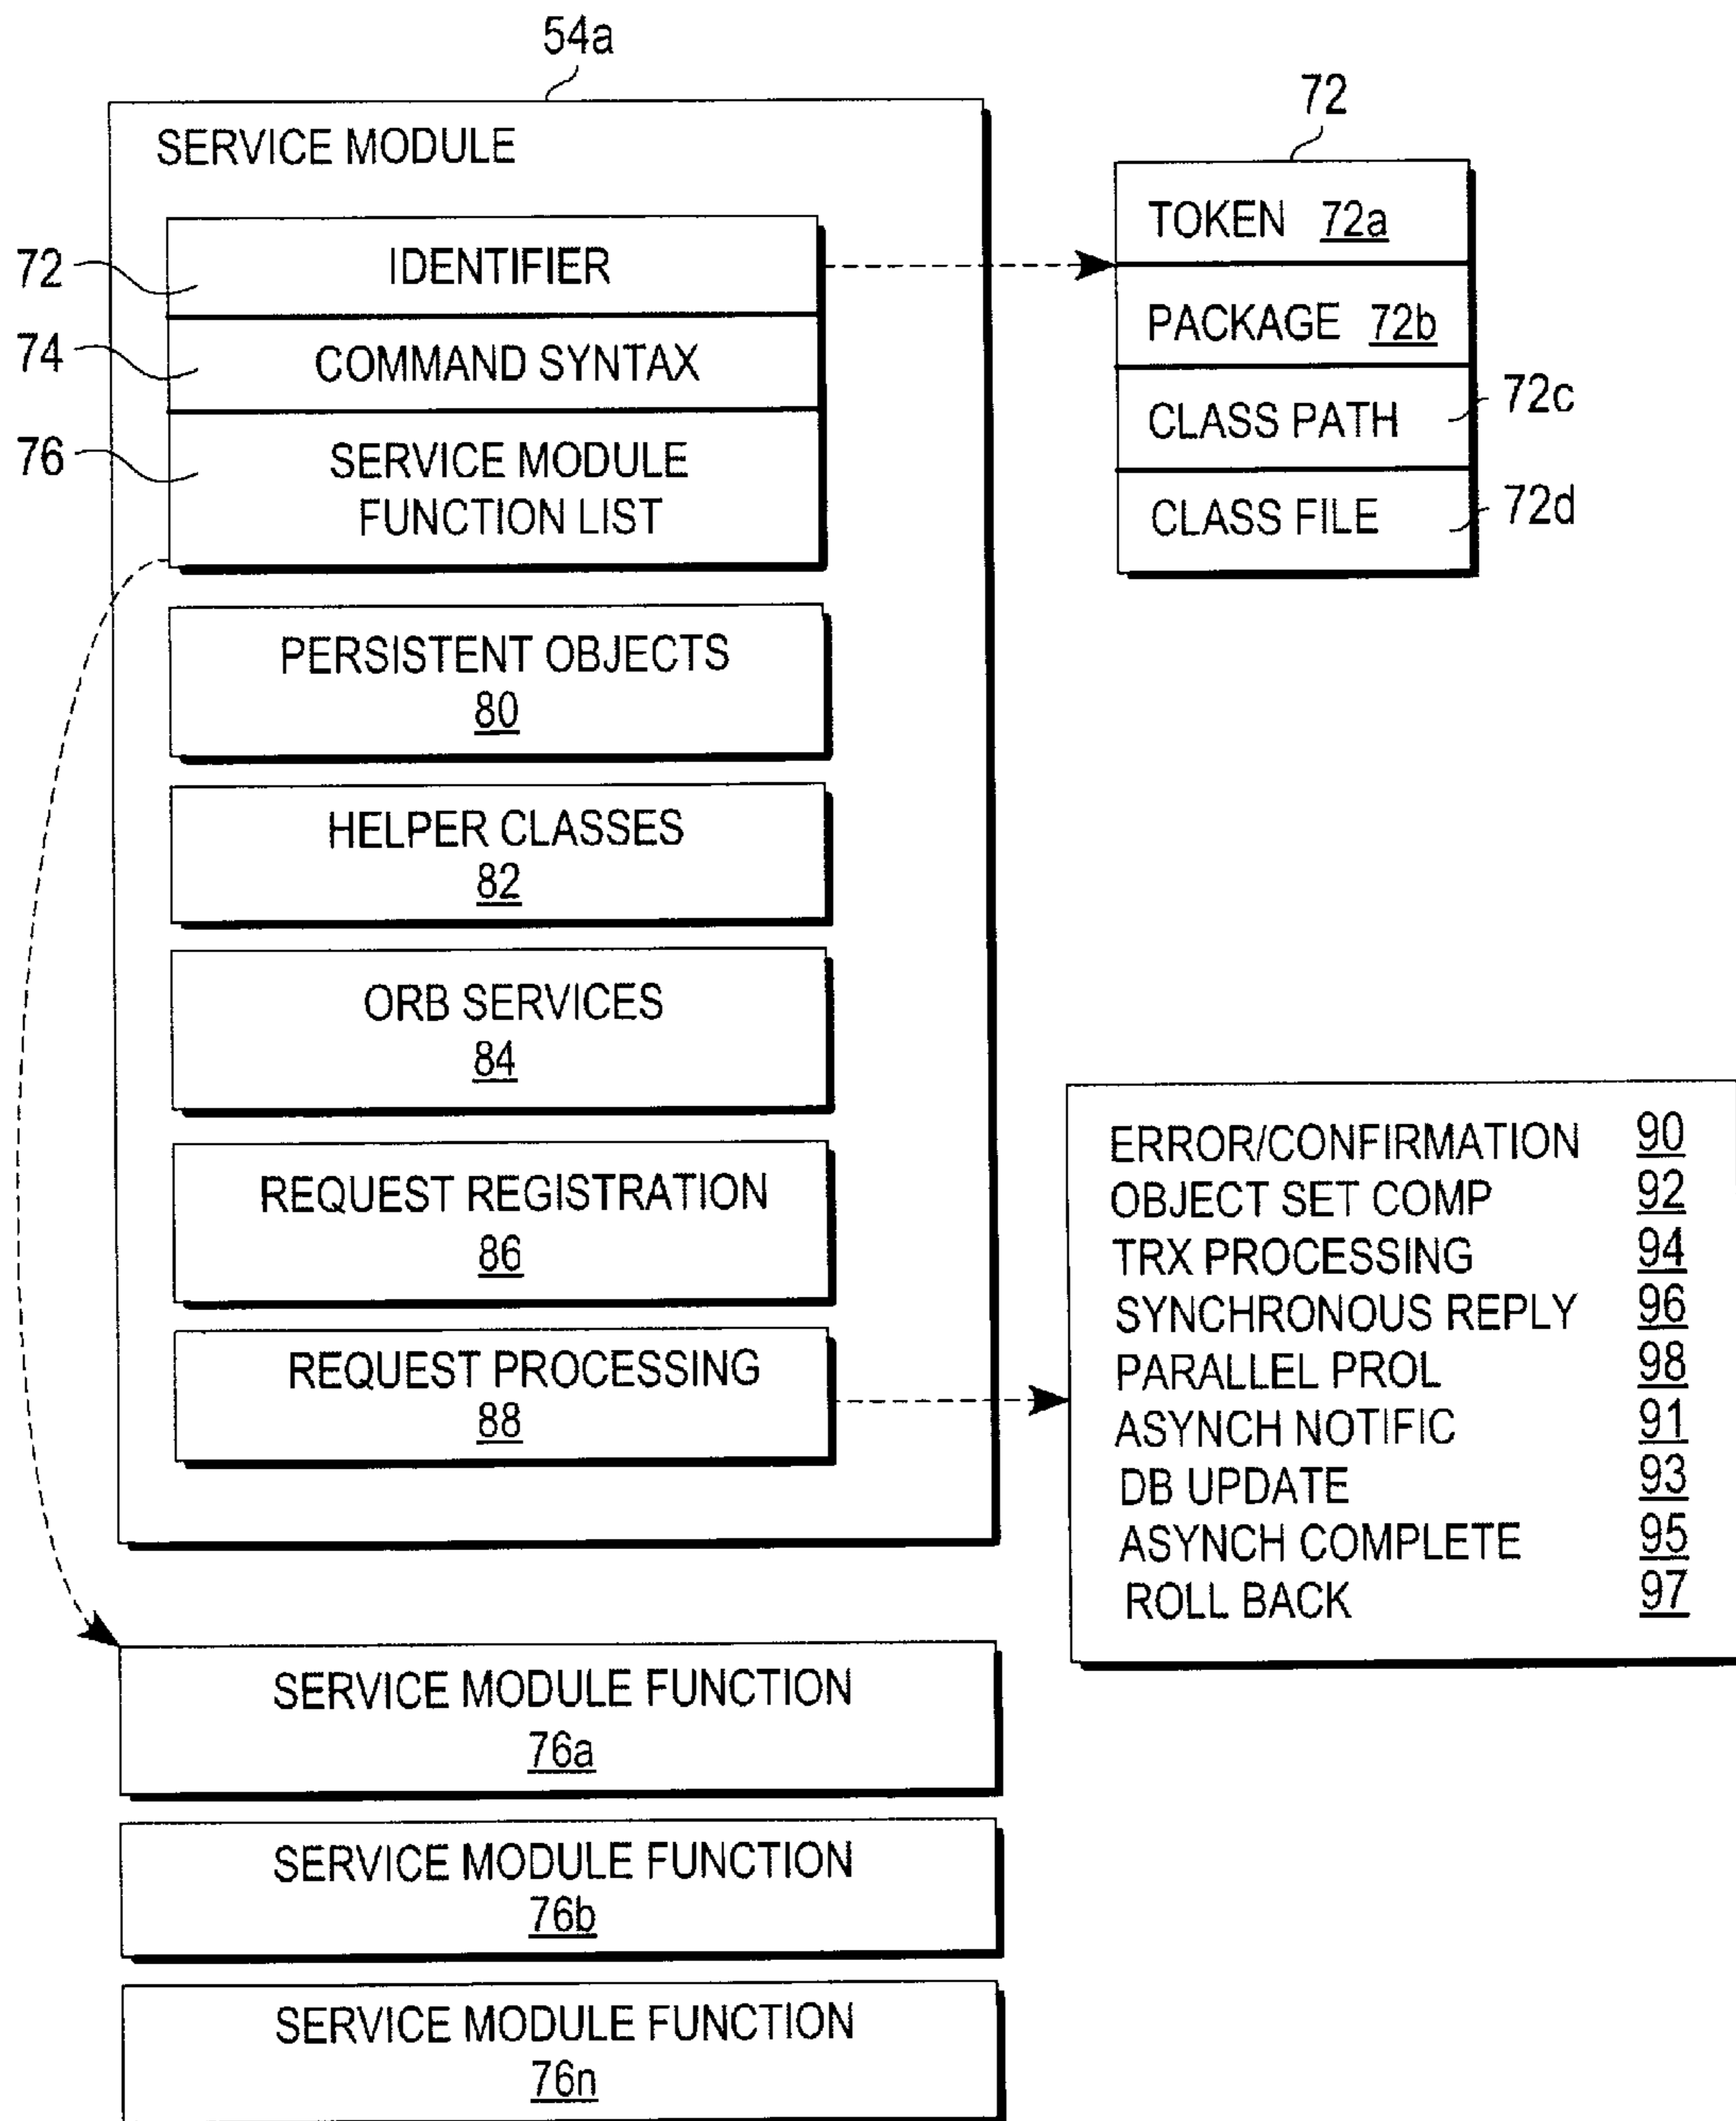 54a
SERVICE MODULE
72
IDENTIFIER
74
COMMAND SYNTAX
76
SERVICE MODULE
FUNCTION LIST
PERSISTENT OBJECTS
80
HELPER CLASSES
82
ORB SERVICES
84
REQUEST REGISTRATION
86
REQUEST PROCESSING
88
72
TOKEN 72a
PACKAGE 72b
CLASS PATH 72c
CLASS FILE 72d
ERROR/CONFIRMATION 90
OBJECT SET COMP 92
TRX PROCESSING 94
SYNCHRONOUS REPLY 96
PARALLEL PROL 98
ASYNCH NOTIFIC 91
DB UPDATE 93
ASYNCH COMPLETE 95
ROLL BACK 97
SERVICE MODULE FUNCTION
76a
SERVICE MODULE FUNCTION
76b
SERVICE MODULE FUNCTION
76n